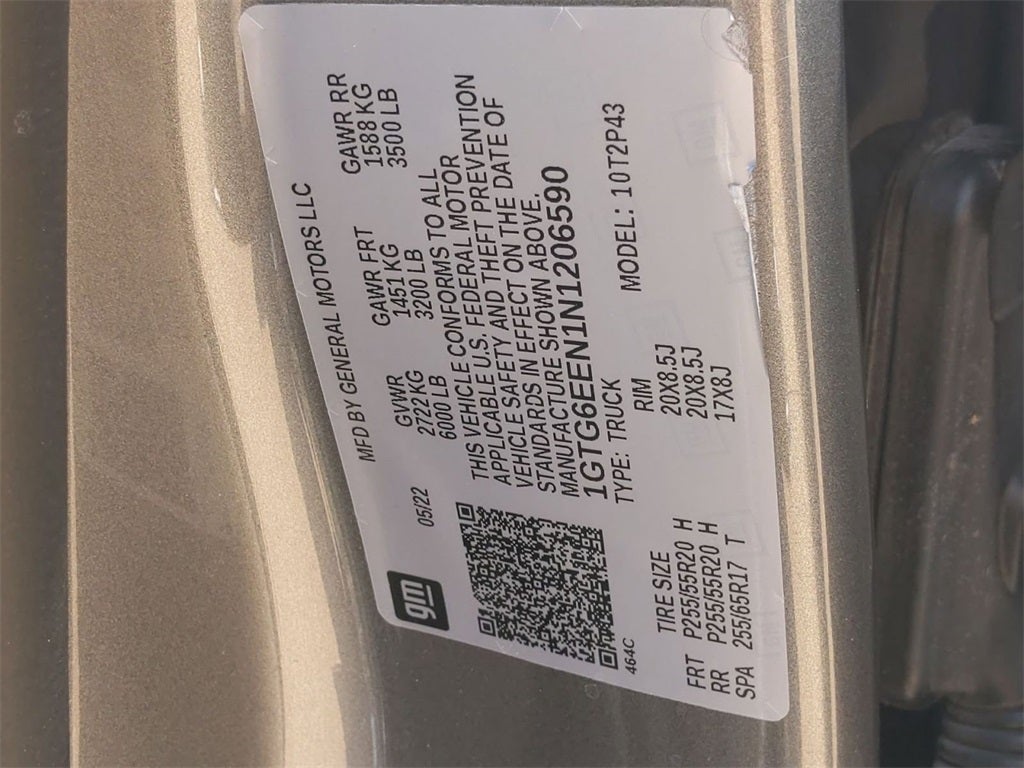 gm
05/22
MFD BY GENERAL MOTORS LLC
GVWR GAWR FRT GAWR RR
2722 KG 1451 KG 1588 KG
6000 LB 3200 LB 3500 LB
THIS VEHICLE CONFORMS TO ALL
APPLICABLE U.S. FEDERAL MOTOR
VEHICLE SAFETY AND THEFT PREVENTION
STANDARDS IN EFFECT ON THE DATE OF
MANUFACTURE SHOWN ABOVE.
1GTG6EEN1N1206590
TYPE: TRUCK MODEL: 10T2P43
464C
TIRE SIZE RIM
FRT P255/55R20 H 20X8.5J
RR P255/55R20 H 20X8.5J
SPA 255/65R17 T 17X8J